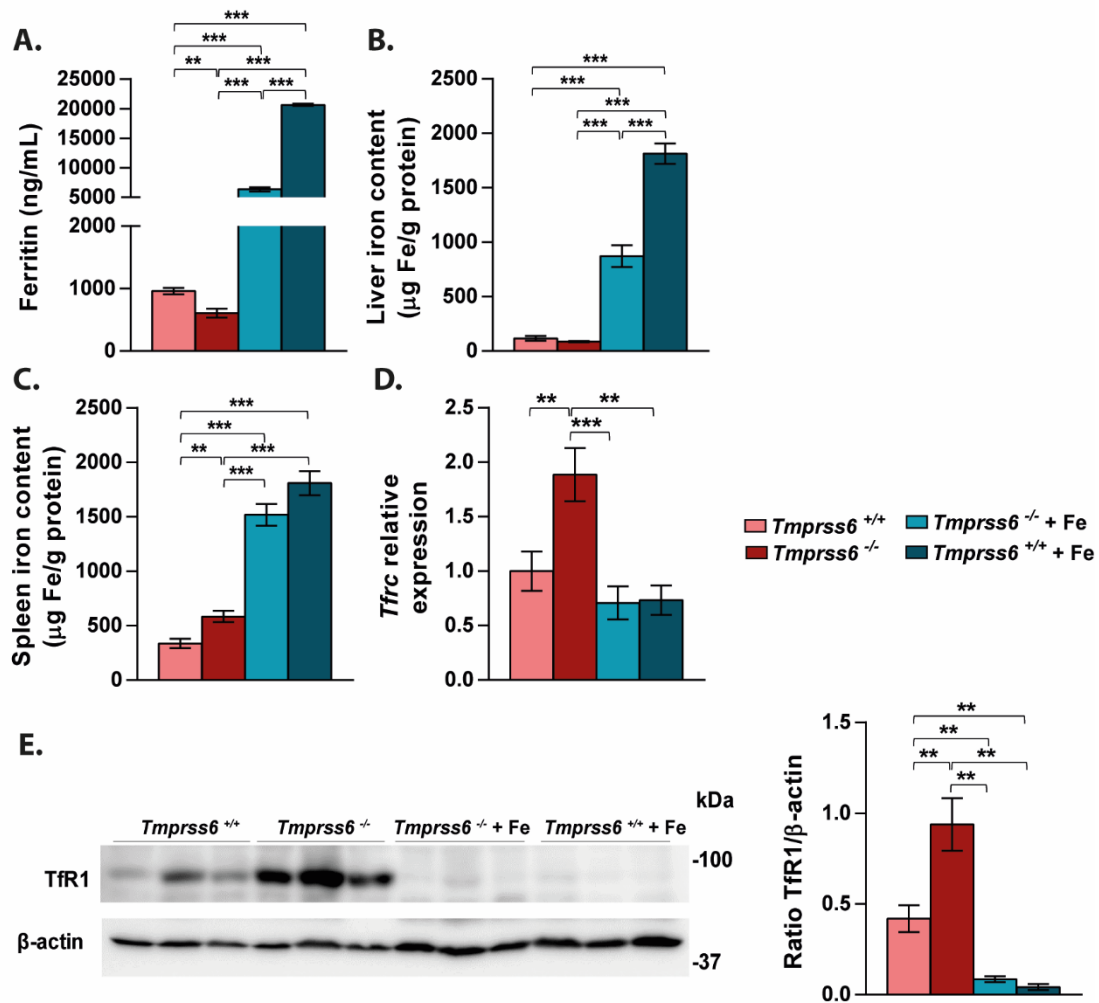 A.
***
***
** ***
*** ***
25000
20000
15000
10000
5000
2000
1000
0
Ferritin (ng/mL)
B.
***
***
***
*** ***
2500
2000
1500
1000
500
0
Liver iron content
(µg Fe/g protein)
C.
***
***
** ***
***
2500
2000
1500
1000
500
0
Spleen iron content
(µg Fe/g protein)
D.
** **
***
2.5
2.0
1.5
1.0
0.5
0.0
Tfrc relative
expression
Tmprss6 +/+ Tmprss6 -/- + Fe
Tmprss6 -/- Tmprss6 +/+ + Fe
E.
kDa
Tmprss6 +/+ Tmprss6 -/- Tmprss6 -/- + Fe Tmprss6 +/+ + Fe
TfR1 -100
β-actin -37
**
**
** **
**
1.5
1.0
0.5
0.0
Ratio TfR1/β-actin